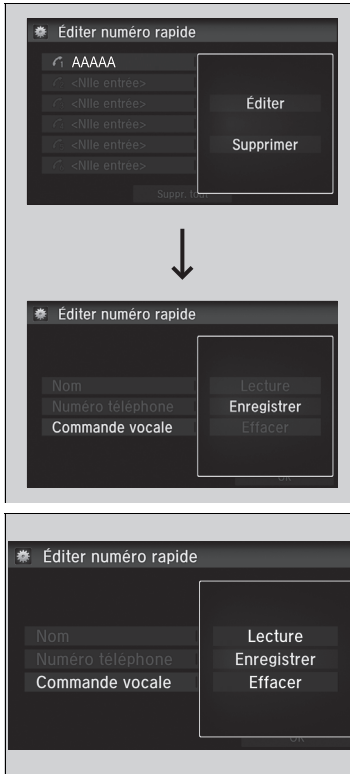 Éditer numéro rapide
AAAAA
<Nlle entrée>
<Nlle entrée>
<Nlle entrée>
<Nlle entrée>
<Nlle entrée>
Éditer
Supprimer
Suppr. tout
Éditer numéro rapide
Nom
Numéro téléphone
Commande vocale
Lecture
Enregistrer
Effacer
OK
Éditer numéro rapide
Nom
Numéro téléphone
Commande vocale
Lecture
Enregistrer
Effacer
OK